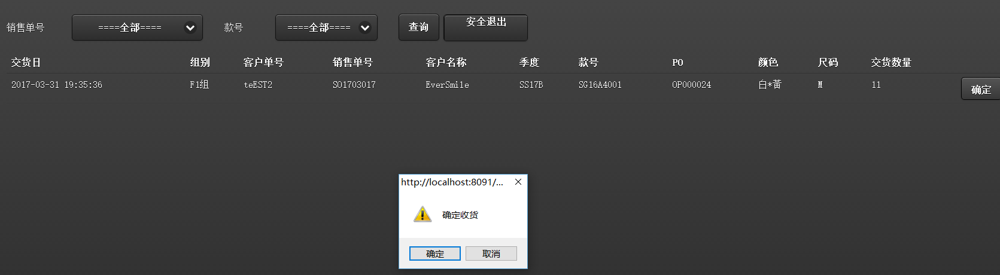 销售单号 ====全部==== 款号 ====全部==== 查询 安全退出
交货日 组别 客户单号 销售单号 客户名称 季度 款号 PO 颜色 尺码 交货数量
2017-03-31 19:35:36 F1组 teEST2 SO1703017 EverSmile SS17B SG16A4001 OP000024 白*黃 M 11 确定
http://localhost:8091/...
确定收货
确定 取消